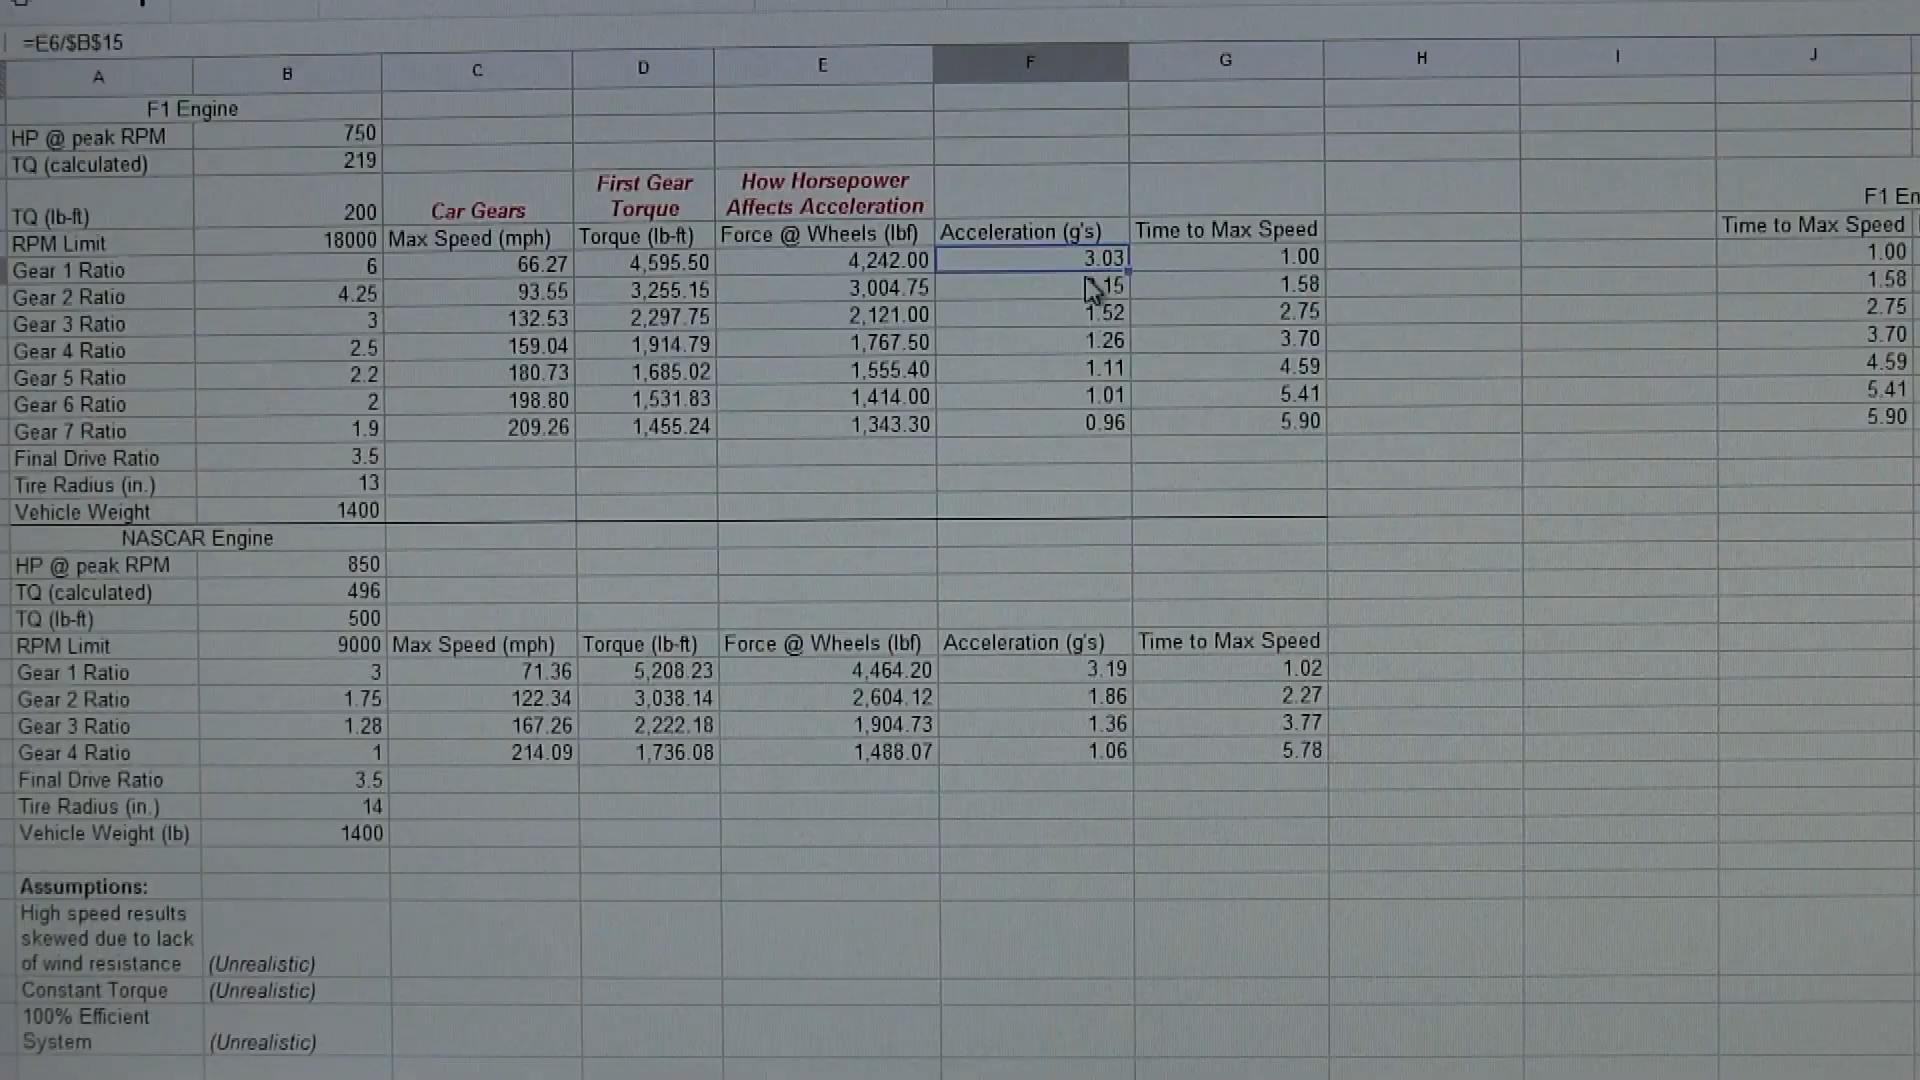 =E6/$B$15
A B C D E F G H I J
F1 Engine
HP @ peak RPM 750
TQ (calculated) 219
First Gear How Horsepower
TQ (lb-ft) 200 Car Gears Torque Affects Acceleration F1 En
RPM Limit 18000 Max Speed (mph) Torque (lb-ft) Force @ Wheels (lbf) Acceleration (g's) Time to Max Speed Time to Max Speed
Gear 1 Ratio 6 66.27 4,595.50 4,242.00 3.03 1.00 1.00
Gear 2 Ratio 4.25 93.55 3,255.15 3,004.75 15 1.58 1.58
Gear 3 Ratio 3 132.53 2,297.75 2,121.00 1.52 2.75 2.75
Gear 4 Ratio 2.5 159.04 1,914.79 1,767.50 1.26 3.70 3.70
Gear 5 Ratio 2.2 180.73 1,685.02 1,555.40 1.11 4.59 4.59
Gear 6 Ratio 2 198.80 1,531.83 1,414.00 1.01 5.41 5.41
Gear 7 Ratio 1.9 209.26 1,455.24 1,343.30 0.96 5.90 5.90
Final Drive Ratio 3.5
Tire Radius (in.) 13
Vehicle Weight 1400
NASCAR Engine
HP @ peak RPM 850
TQ (calculated) 496
TQ (lb-ft) 500
RPM Limit 9000 Max Speed (mph) Torque (lb-ft) Force @ Wheels (lbf) Acceleration (g's) Time to Max Speed
Gear 1 Ratio 3 71.36 5,208.23 4,464.20 3.19 1.02
Gear 2 Ratio 1.75 122.34 3,038.14 2,604.12 1.86 2.27
Gear 3 Ratio 1.28 167.26 2,222.18 1,904.73 1.36 3.77
Gear 4 Ratio 1 214.09 1,736.08 1,488.07 1.06 5.78
Final Drive Ratio 3.5
Tire Radius (in.) 14
Vehicle Weight (lb) 1400
Assumptions:
High speed results
skewed due to lack
of wind resistance (Unrealistic)
Constant Torque (Unrealistic)
100% Efficient
System (Unrealistic)